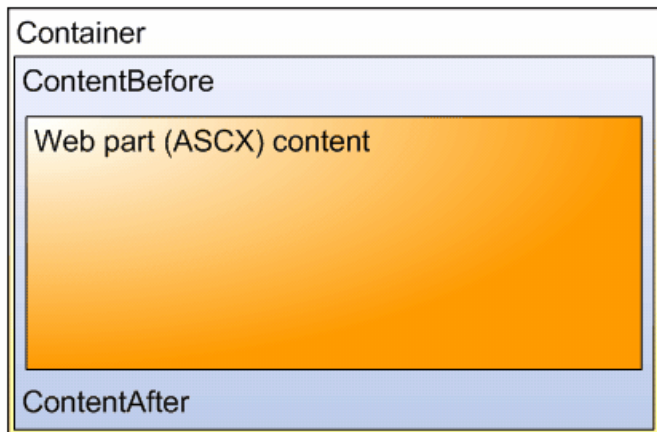 Container
ContentBefore
Web part (ASCX) content
ContentAfter